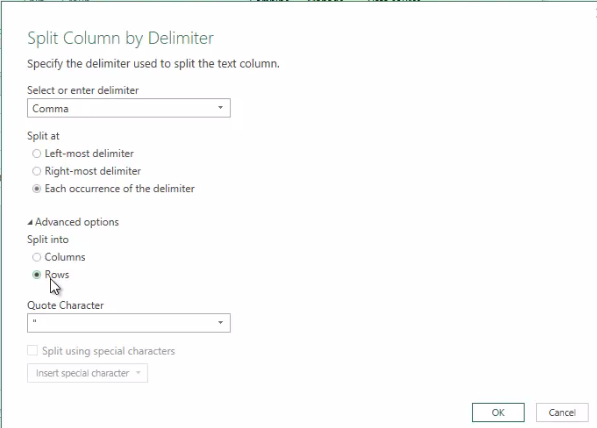 Split Column by Delimiter
Specify the delimiter used to split the text column.
Select or enter delimiter
Comma
Split at
Left-most delimiter
Right-most delimiter
Each occurrence of the delimiter
Advanced options
Split into
Columns
Rows
Quote Character
"
Split using special characters
Insert special character
OK Cancel